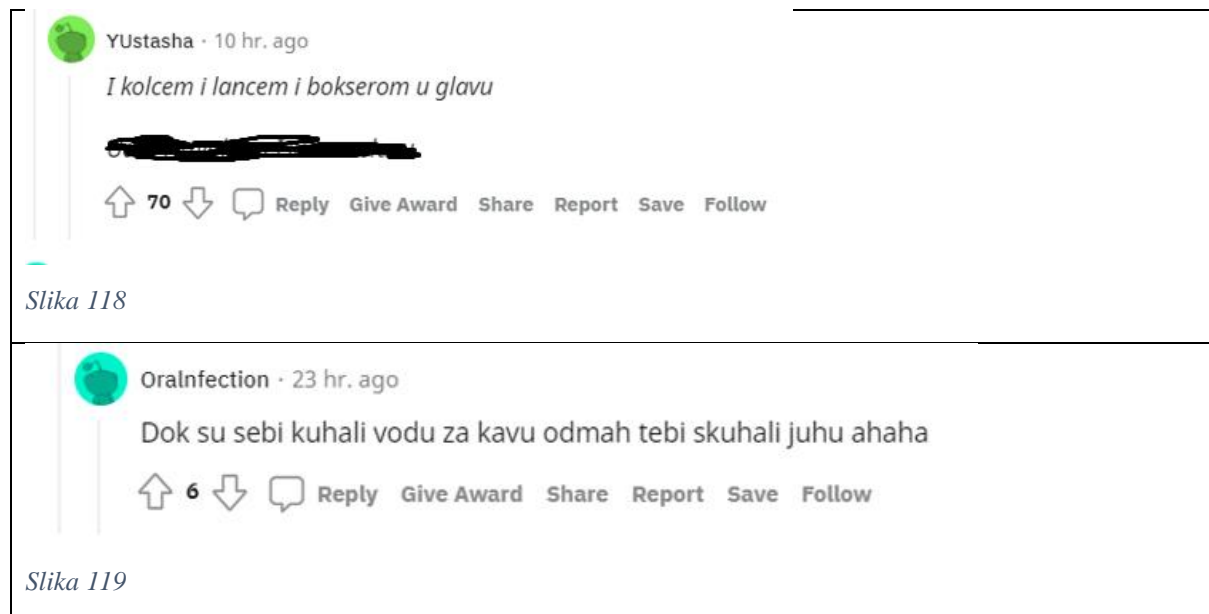 YUstasha · 10 hr. ago
I kolcem i lancem i bokserom u glavu
70 Reply Give Award Share Report Save Follow
Slika 118
OraInfection · 23 hr. ago
Dok su sebi kuhali vodu za kavu odmah tebi skuhali juhu ahaha
6 Reply Give Award Share Report Save Follow
Slika 119